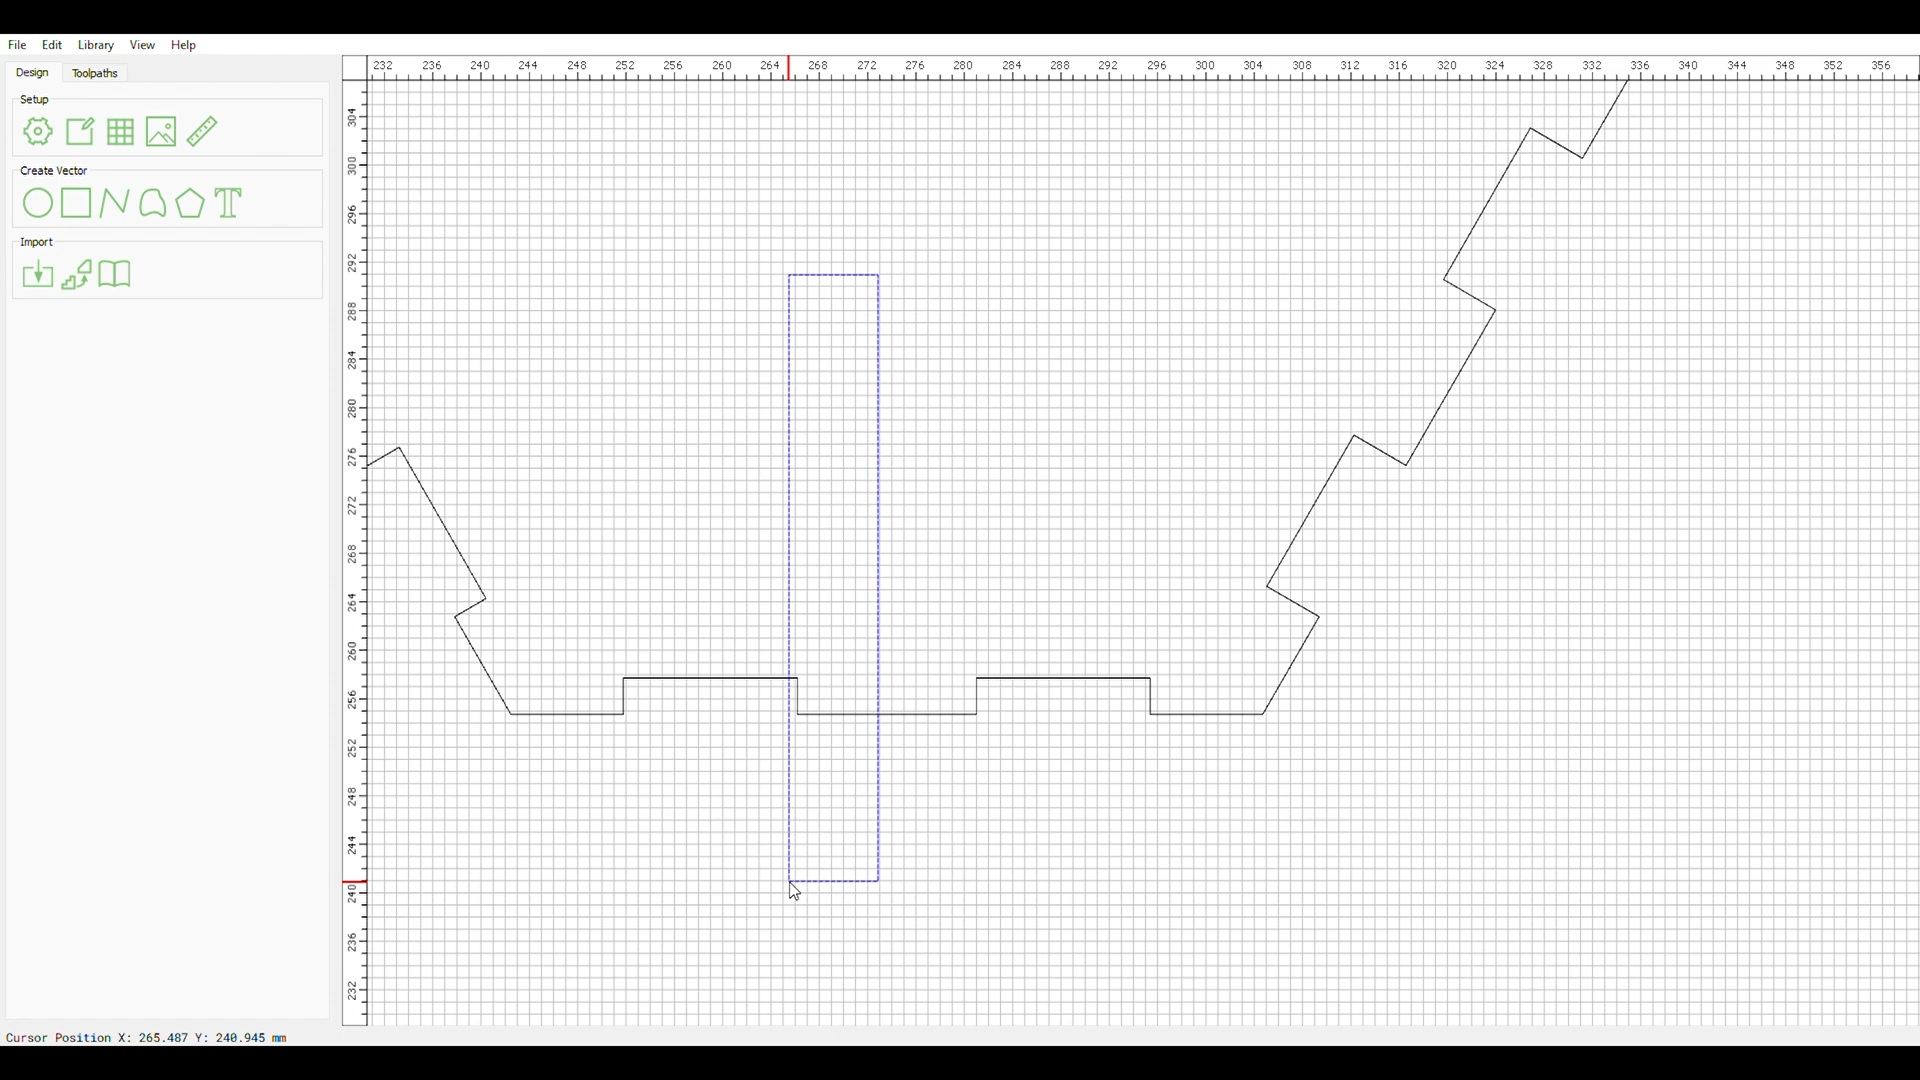 File Edit Library View Help
Design Toolpaths
232 236 240 244 248 252 256 260 264 268 272 276 280 284 288 292 296 300 304 308 312 316 320 324 328 332 336 340 344 348 352 356
Setup
Create Vector
Import
304
300
296
292
288
284
280
276
272
268
264
260
256
252
248
244
240
236
232
Cursor Position X: 265.487 Y: 240.945 mm